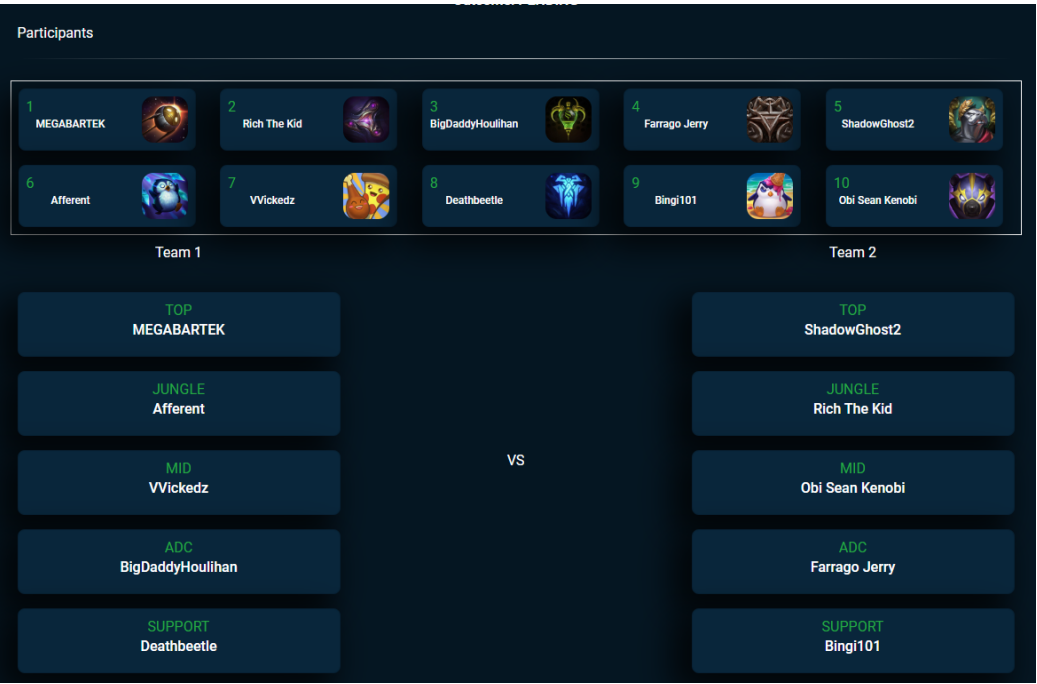 Participants
1
MEGABARTEK
2
Rich The Kid
3
BigDaddyHoulihan
4
Farrago Jerry
5
ShadowGhost2
6
Afferent
7
VVickedz
8
Deathbeetle
9
Bingi101
10
Obi Sean Kenobi
Team 1
Team 2
TOP
MEGABARTEK
TOP
ShadowGhost2
JUNGLE
Afferent
JUNGLE
Rich The Kid
MID
VVickedz
VS
MID
Obi Sean Kenobi
ADC
BigDaddyHoulihan
ADC
Farrago Jerry
SUPPORT
Deathbeetle
SUPPORT
Bingi101